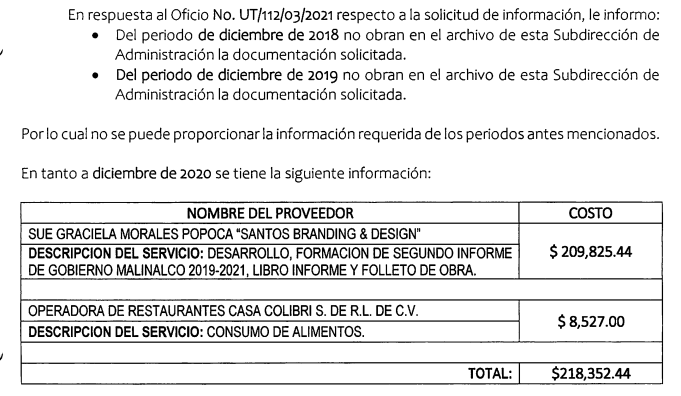 En respuesta al Oficio No. UT/112/03/2021 respecto a la solicitud de información, le informo:
• Del periodo de diciembre de 2018 no obran en el archivo de esta Subdirección de
Administración la documentación solicitada.
• Del periodo de diciembre de 2019 no obran en el archivo de esta Subdirección de
Administración la documentación solicitada.
Por lo cual no se puede proporcionar la información requerida de los periodos antes mencionados.
En tanto a diciembre de 2020 se tiene la siguiente información:
NOMBRE DEL PROVEEDOR COSTO
SUE GRACIELA MORALES POPOCA "SANTOS BRANDING & DESIGN"
DESCRIPCION DEL SERVICIO: DESARROLLO, FORMACION DE SEGUNDO INFORME
DE GOBIERNO MALINALCO 2019-2021, LIBRO INFORME Y FOLLETO DE OBRA.
$ 209,825.44
OPERADORA DE RESTAURANTES CASA COLIBRI S. DE R.L. DE C.V.
DESCRIPCION DEL SERVICIO: CONSUMO DE ALIMENTOS.
$ 8,527.00
TOTAL: $218,352.44